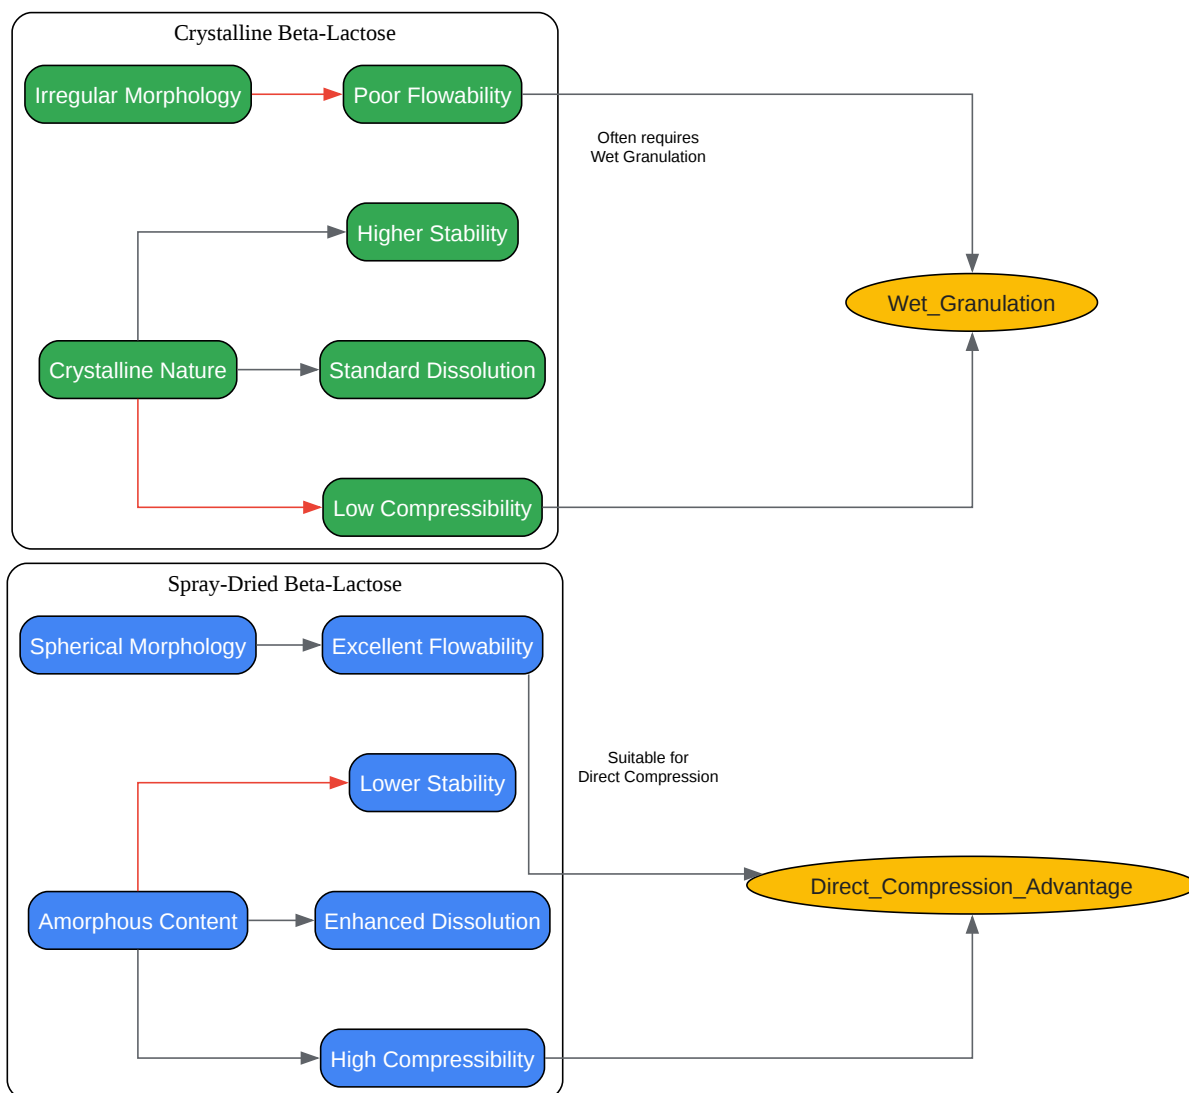 Crystalline Beta-Lactose
Irregular Morphology
Poor Flowability
Often requires
Wet Granulation
Higher Stability
Wet_Granulation
Crystalline Nature
Standard Dissolution
Low Compressibility
Spray-Dried Beta-Lactose
Spherical Morphology
Excellent Flowability
Suitable for
Direct Compression
Lower Stability
Direct_Compression_Advantage
Amorphous Content
Enhanced Dissolution
High Compressibility